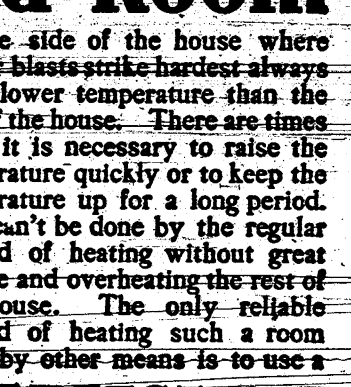 d Room
e side of the house where
blasts strike hardest always
lower temperature than the
the house. There are times
it is necessary to raise the
rature quickly or to keep the
rature up for a long period.
an't be done by the regular
d of heating without great
e and overheating the rest of
ouse. The only reliable
d of heating such a room
by other means is to use a